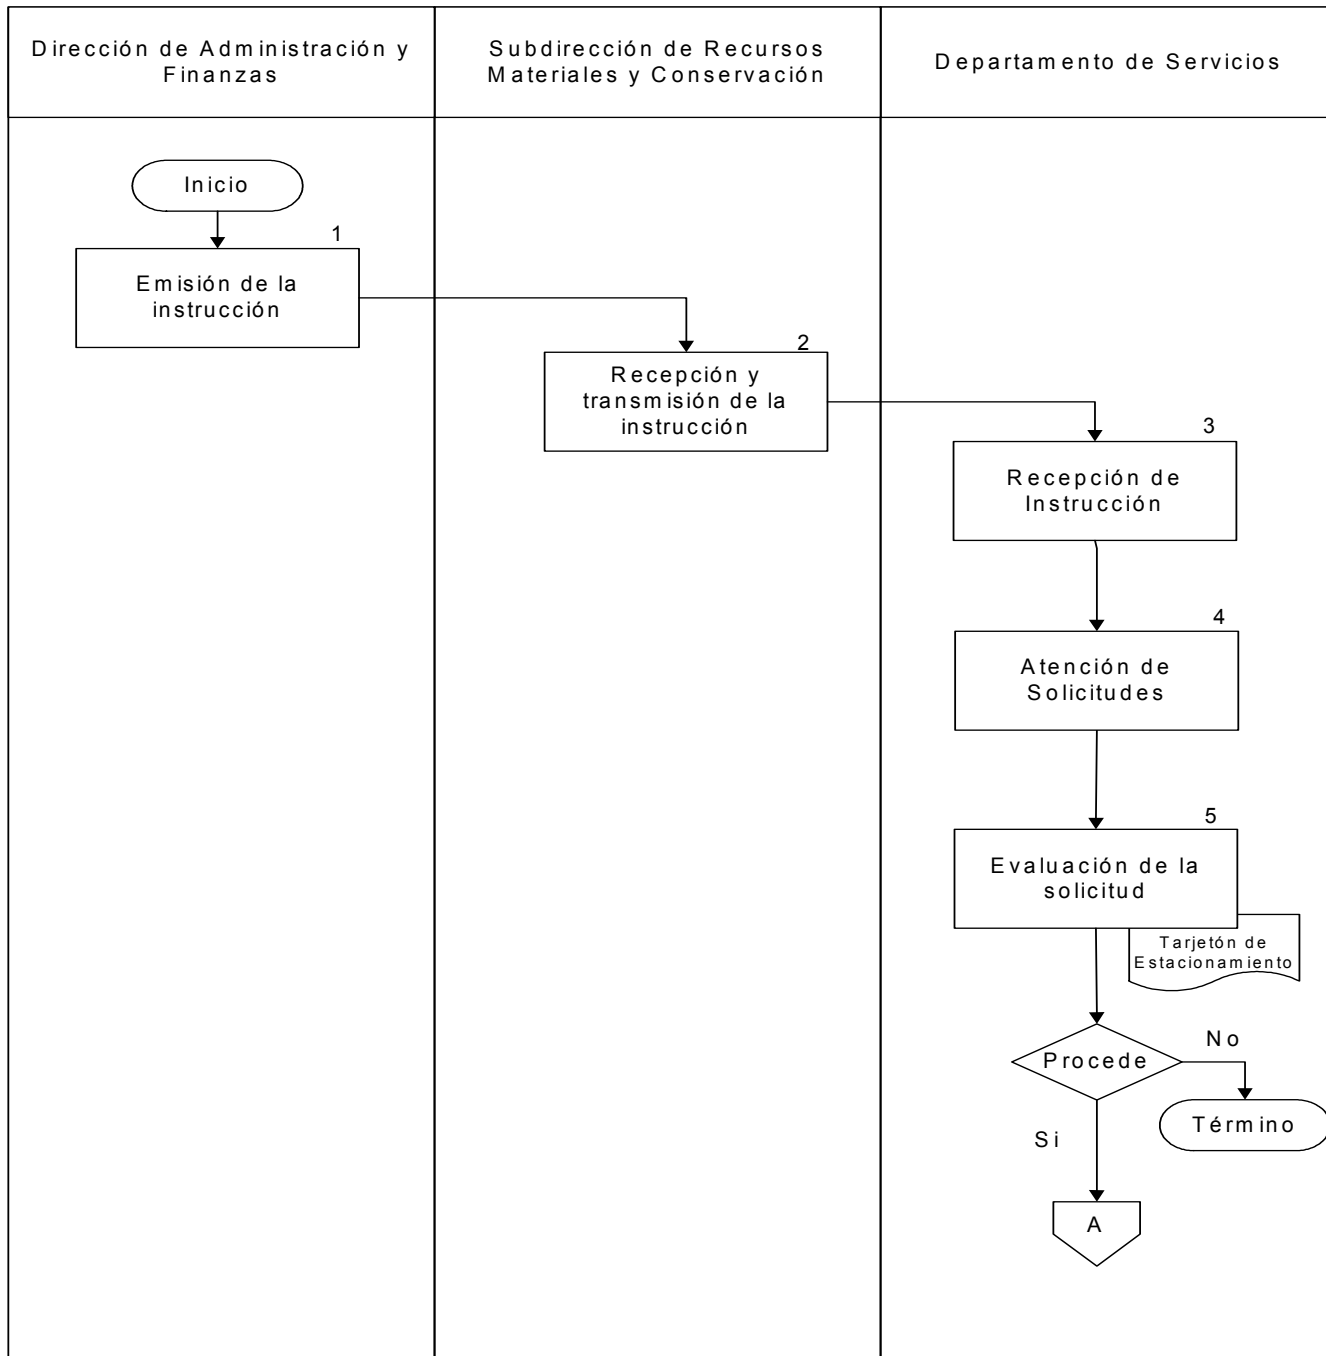 Dirección de Administración y
Finanzas
Subdirección de Recursos
Materiales y Conservación
Departamento de Servicios
Inicio
1
Emisión de la
instrucción
2
Recepción y
transmisión de la
instrucción
3
Recepción de
Instrucción
4
Atención de
Solicitudes
5
Evaluación de la
solicitud
Tarjetón de
Estacionamiento
Procede
No
Término
Si
A